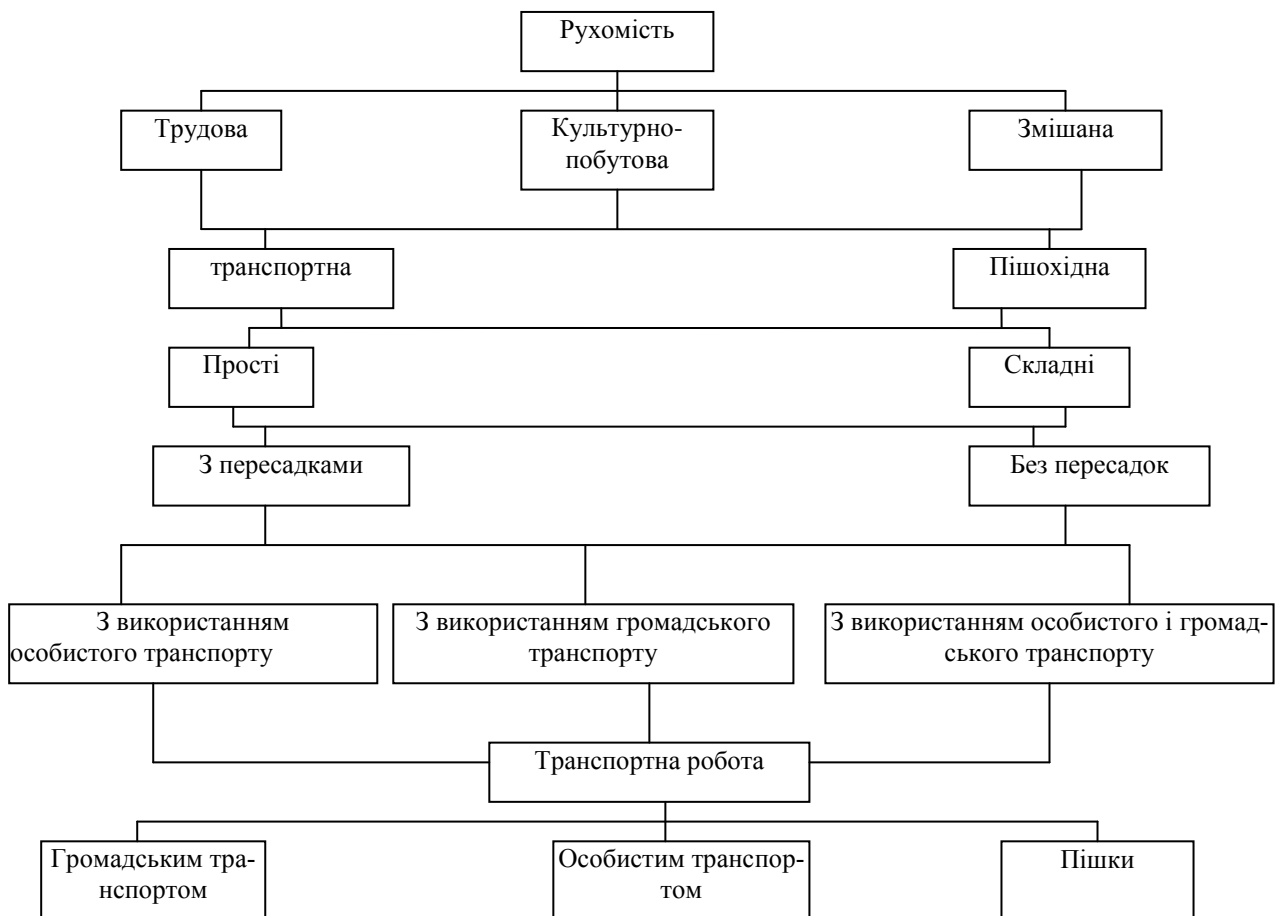 Рухомість
Трудова
Культурно-
побутова
Змішана
транспортна
Пішохідна
Прості
Складні
З пересадками
Без пересадок
З використанням
особистого транспорту
З використанням громадського
транспорту
З використанням особистого і громад-
ського транспорту
Транспортна робота
Громадським тра-
нспортом
Особистим транспор-
том
Пішки